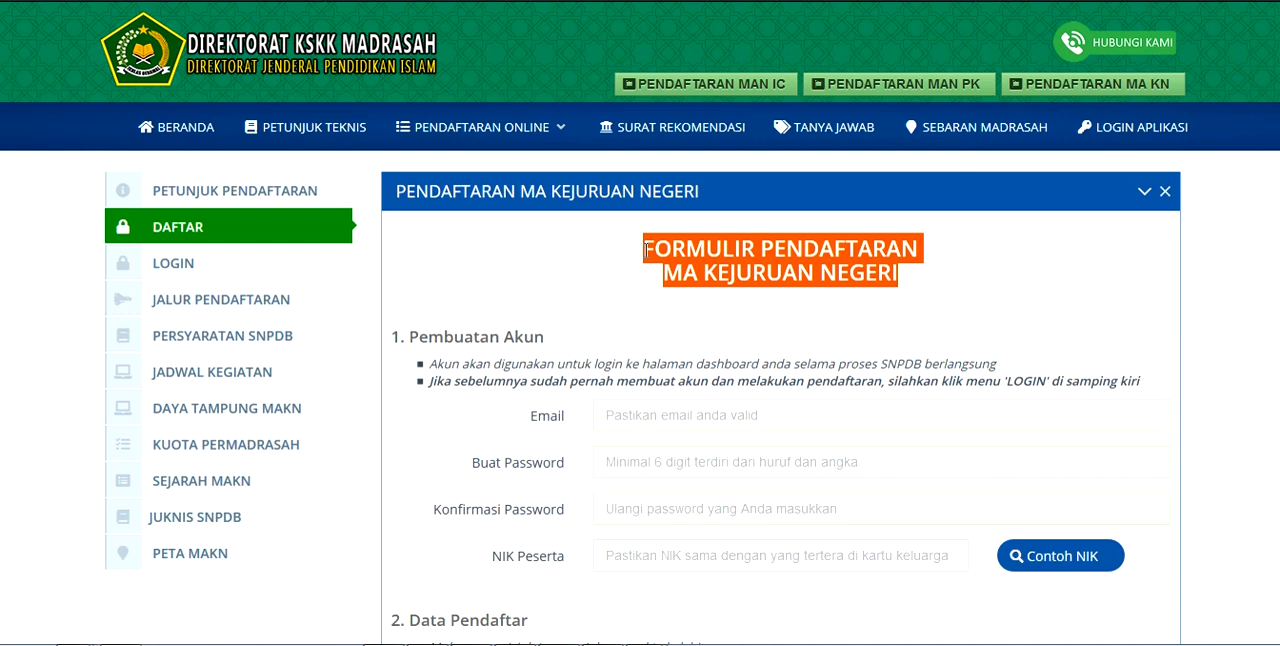 DIREKTORAT KSKK MADRASAH
DIREKTORAT JENDERAL PENDIDIKAN ISLAM
HUBUNGI KAMI
PENDAFTARAN MAN IC
PENDAFTARAN MAN PK
PENDAFTARAN MA KN
BERANDA
PETUNJUK TEKNIS
PENDAFTARAN ONLINE
SURAT REKOMENDASI
TANYA JAWAB
SEBARAN MADRASAH
LOGIN APLIKASI
PETUNJUK PENDAFTARAN
DAFTAR
LOGIN
JALUR PENDAFTARAN
PERSYARATAN SNPDB
JADWAL KEGIATAN
DAYA TAMPUNG MAKN
KUOTA PERMADRASAH
SEJARAH MAKN
JUKNIS SNPDB
PETA MAKN
PENDAFTARAN MA KEJURUAN NEGERI
FORMULIR PENDAFTARAN
MA KEJURUAN NEGERI
1. Pembuatan Akun
Akun akan digunakan untuk login ke halaman dashboard anda selama proses SNPDB berlangsung
Jika sebelumnya sudah pernah membuat akun dan melakukan pendaftaran, silahkan klik menu 'LOGIN' di samping kiri
Email
Pastikan email anda valid
Buat Password
Minimal 6 digit terdiri dari huruf dan angka
Konfirmasi Password
Ulangi password yang Anda masukkan
NIK Peserta
Pastikan NIK sama dengan yang tertera di kartu keluarga
Contoh NIK
2. Data Pendaftar